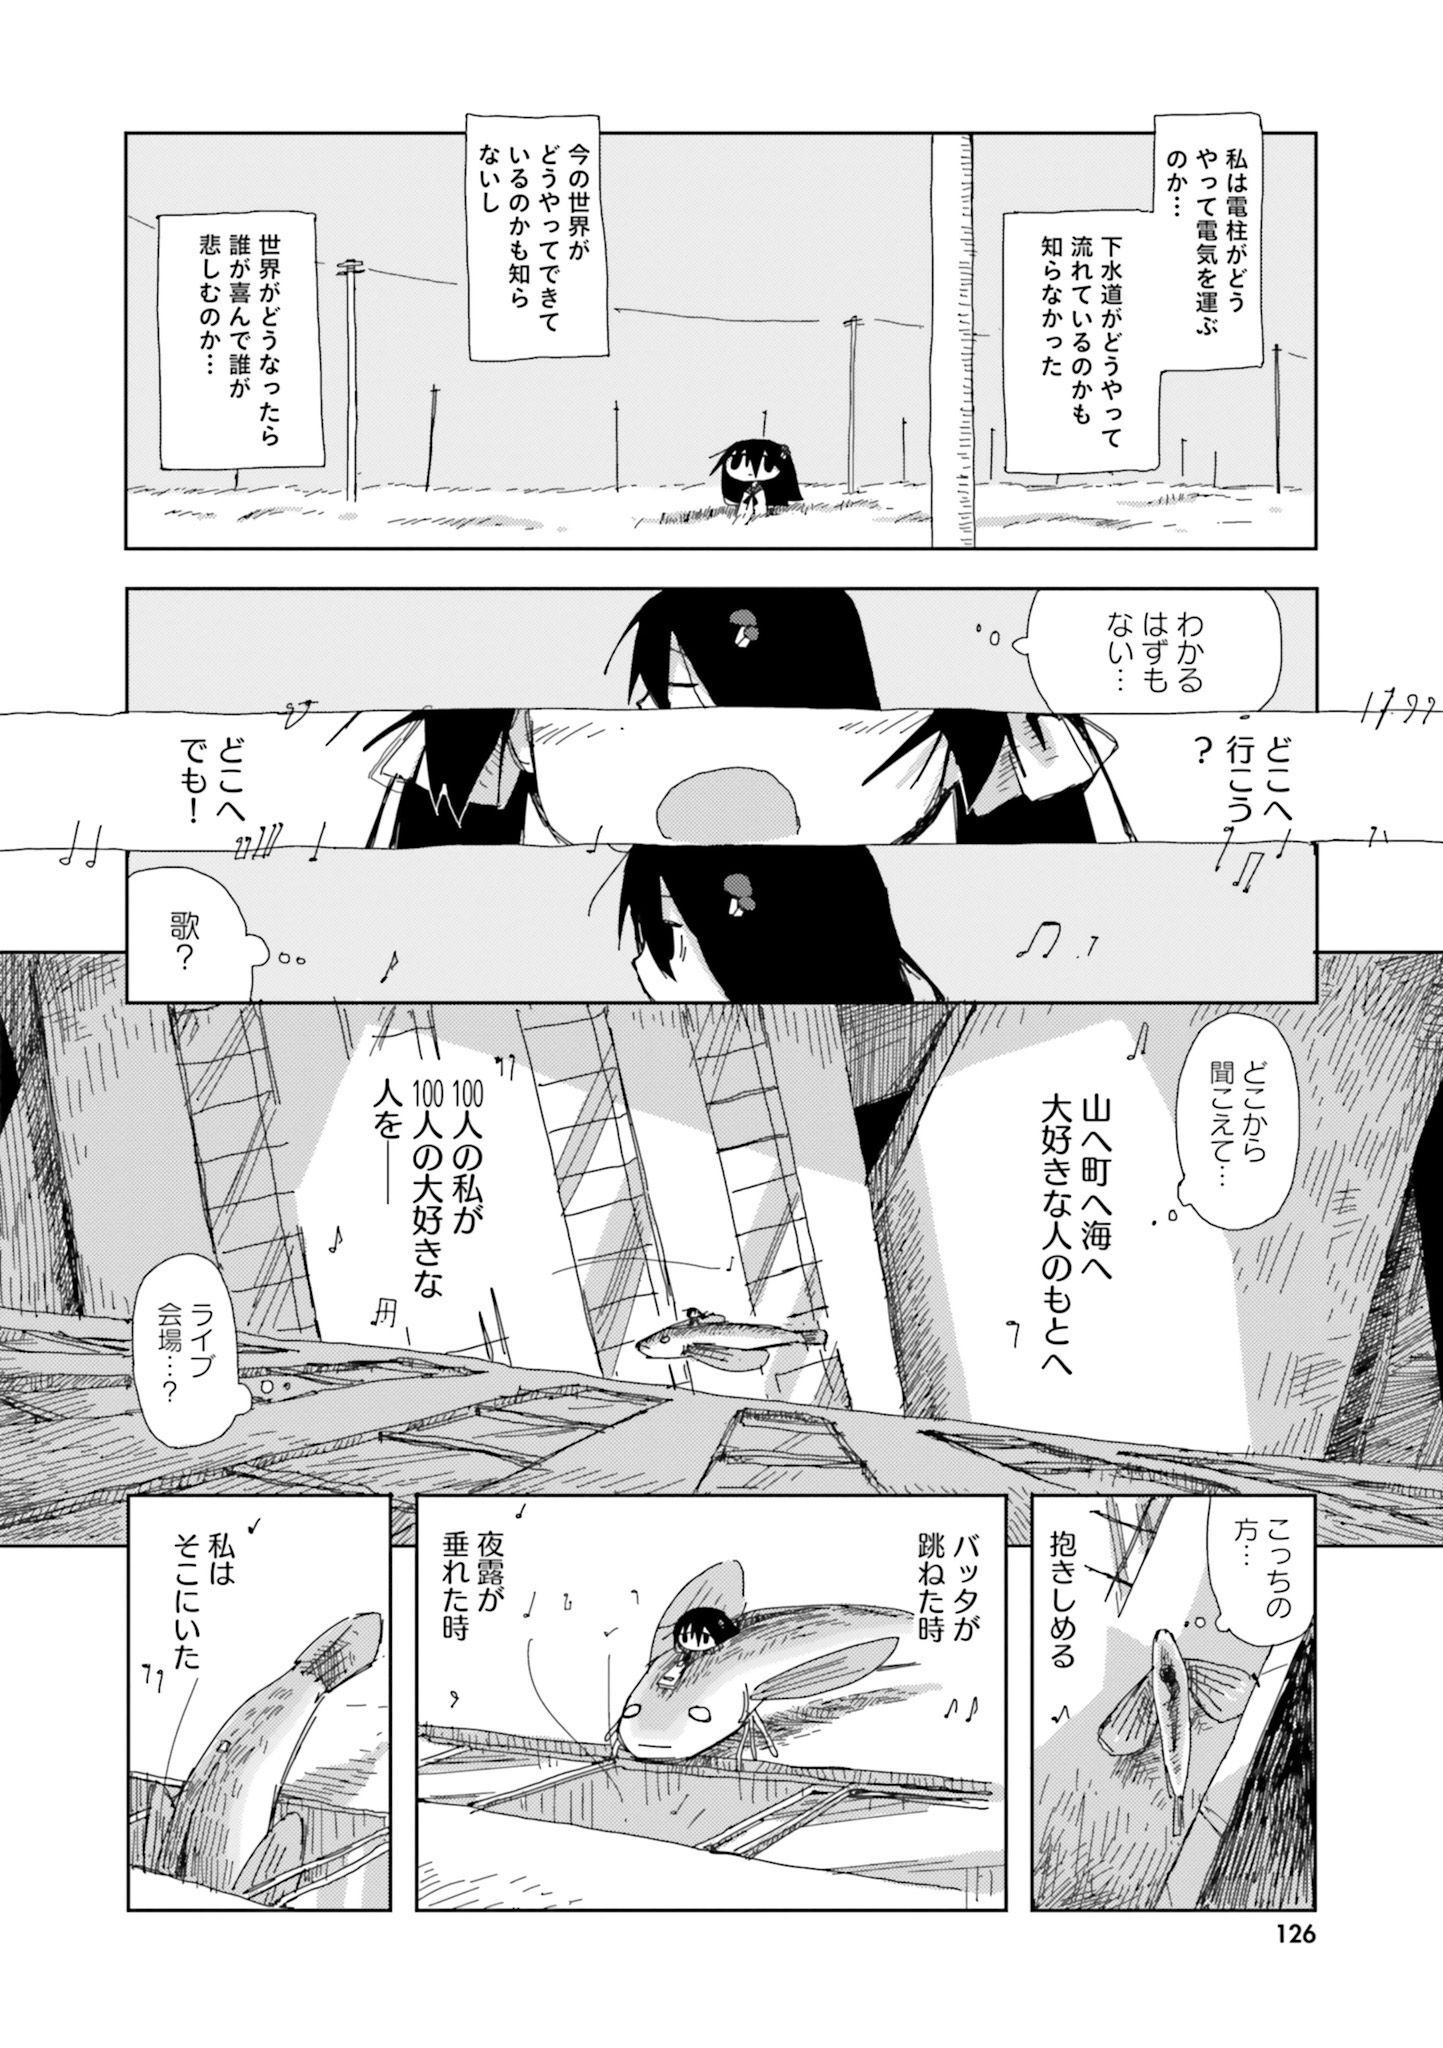 私は電柱がどう
やって電気を運ぶ
のか…
下水道がどうやって
流れているのかも
知らなかった
今の世界が
どうやってできて
いるのかも知ら
ないし
世界がどうなったら
誰が喜んで誰が
悲しむのか…
わかる
はずも
ない…
どこへ
行こう
?
どこへ
でも!
歌?
どこから
聞こえて…
山へ町へ海へ
大好きな人のもとへ
100人の私が
100人の大好きな
人を——
ライブ
会場…?
こっちの
方…
抱きしめる
バッタが
跳ねた時
夜露が
垂れた時
私は
そこにいた
126